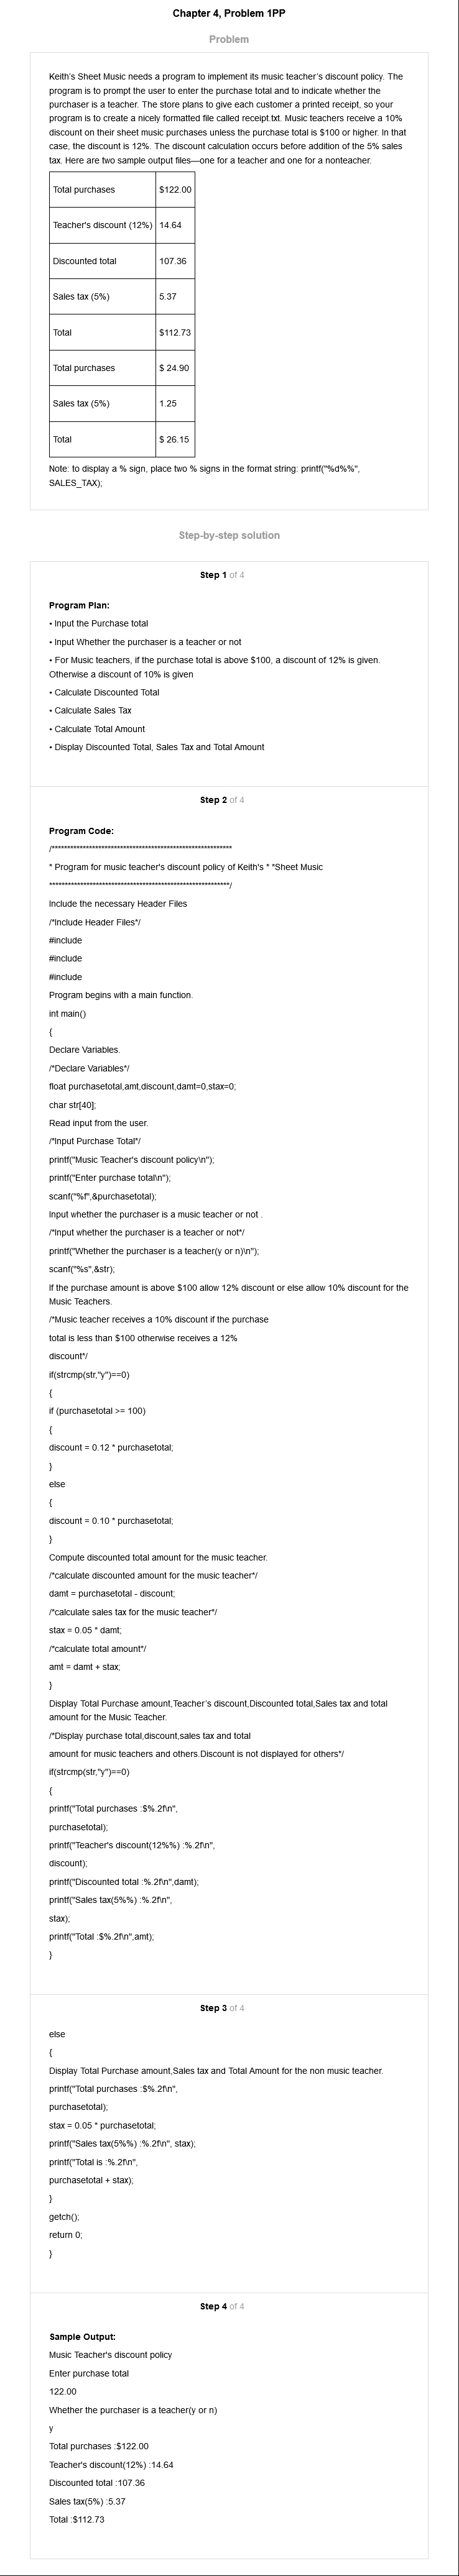 Chapter 4, Problem 1PP
Problem
Keith's Sheet Music needs a program to implement its music teacher's discount policy. The
program is to prompt the user to enter the purchase total and to indicate whether the
purchaser is a teacher. The store plans to give each customer a printed receipt, so your
program is to create a nicely formatted file called receipt.txt. Music teachers receive a 10%
discount on their sheet music purchases unless the purchase total is $100 or higher. In that
case, the discount is 12%. The discount calculation occurs before addition of the 5% sales
tax. Here are two sample output files—one for a teacher and one for a nonteacher.
Total purchases $122.00
Teacher's discount (12%) 14.64
Discounted total 107.36
Sales tax (5%) 5.37
Total $112.73
Total purchases $ 24.90
Sales tax (5%) 1.25
Total $ 26.15
Note: to display a % sign, place two % signs in the format string: printf("%d%%",
SALES_TAX);
Step-by-step solution
Step 1 of 4
Program Plan:
• Input the Purchase total
• Input Whether the purchaser is a teacher or not
• For Music teachers, if the purchase total is above $100, a discount of 12% is given.
Otherwise a discount of 10% is given
• Calculate Discounted Total
• Calculate Sales Tax
• Calculate Total Amount
• Display Discounted Total, Sales Tax and Total Amount
Step 2 of 4
Program Code:
/**********************************************************
* Program for music teacher's discount policy of Keith's * *Sheet Music
**********************************************************/
Include the necessary Header Files
/*Include Header Files*/
#include
#include
#include
Program begins with a main function.
int main()
{
Declare Variables.
/*Declare Variables*/
float purchasetotal,amt,discount,damt=0,stax=0;
char str[40];
Read input from the user.
/*Input Purchase Total*/
printf("Music Teacher's discount policy\n");
printf("Enter purchase total\n");
scanf("%f",&purchasetotal);
Input whether the purchaser is a music teacher or not .
/*Input whether the purchaser is a teacher or not*/
printf("Whether the purchaser is a teacher(y or n)\n");
scanf("%s",&str);
If the purchase amount is above $100 allow 12% discount or else allow 10% discount for the
Music Teachers.
/*Music teacher receives a 10% discount if the purchase
total is less than $100 otherwise receives a 12%
discount*/
if(strcmp(str,"y")==0)
{
if (purchasetotal >= 100)
{
discount = 0.12 * purchasetotal;
}
else
{
discount = 0.10 * purchasetotal;
}
Compute discounted total amount for the music teacher.
/*calculate discounted amount for the music teacher*/
damt = purchasetotal - discount;
/*calculate sales tax for the music teacher*/
stax = 0.05 * damt;
/*calculate total amount*/
amt = damt + stax;
}
Display Total Purchase amount,Teacher's discount,Discounted total,Sales tax and total
amount for the Music Teacher.
/*Display purchase total,discount,sales tax and total
amount for music teachers and others.Discount is not displayed for others*/
if(strcmp(str,"y")==0)
{
printf("Total purchases :$%.2f\n",
purchasetotal);
printf("Teacher's discount(12%%) :%.2f\n",
discount);
printf("Discounted total :%.2f\n",damt);
printf("Sales tax(5%%) :%.2f\n",
stax);
printf("Total :$%.2f\n",amt);
}
Step 3 of 4
else
{
Display Total Purchase amount,Sales tax and Total Amount for the non music teacher.
printf("Total purchases :$%.2f\n",
purchasetotal);
stax = 0.05 * purchasetotal;
printf("Sales tax(5%%) :%.2f\n", stax);
printf("Total is :%.2f\n",
purchasetotal + stax);
}
getch();
return 0;
}
Step 4 of 4
Sample Output:
Music Teacher's discount policy
Enter purchase total
122.00
Whether the purchaser is a teacher(y or n)
y
Total purchases :$122.00
Teacher's discount(12%) :14.64
Discounted total :107.36
Sales tax(5%) :5.37
Total :$112.73